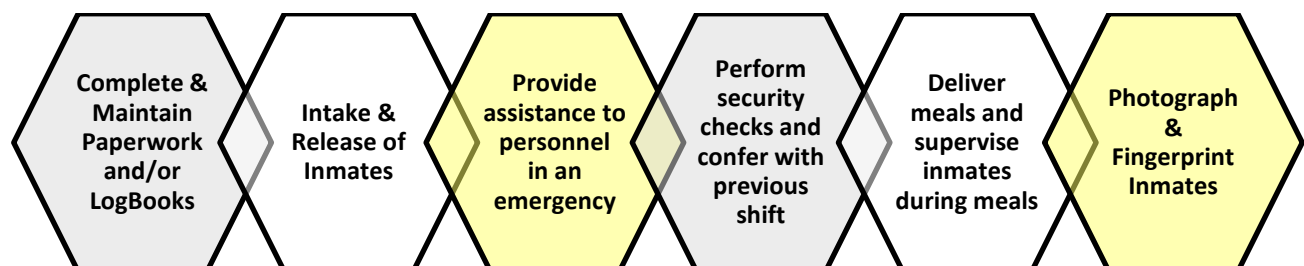 Complete &
Maintain
Paperwork
and/or
LogBooks
Intake &
Release of
Inmates
Provide
assistance to
personnel
in an
emergency
Perform
security
checks and
confer with
previous
shift
Deliver
meals and
supervise
inmates
during meals
Photograph
&
Fingerprint
Inmates